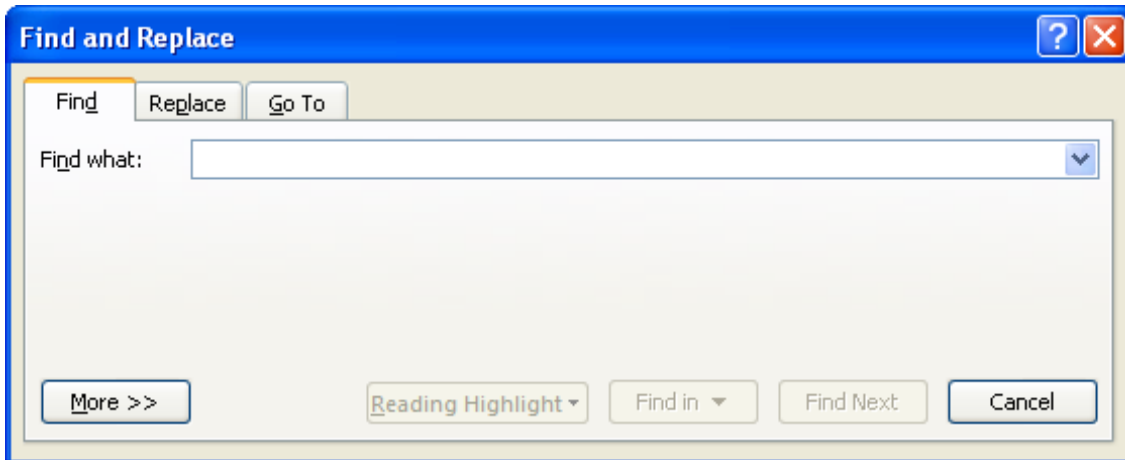 Find and Replace
Find Replace Go To
Find what:
More >> Reading Highlight Find in Find Next Cancel